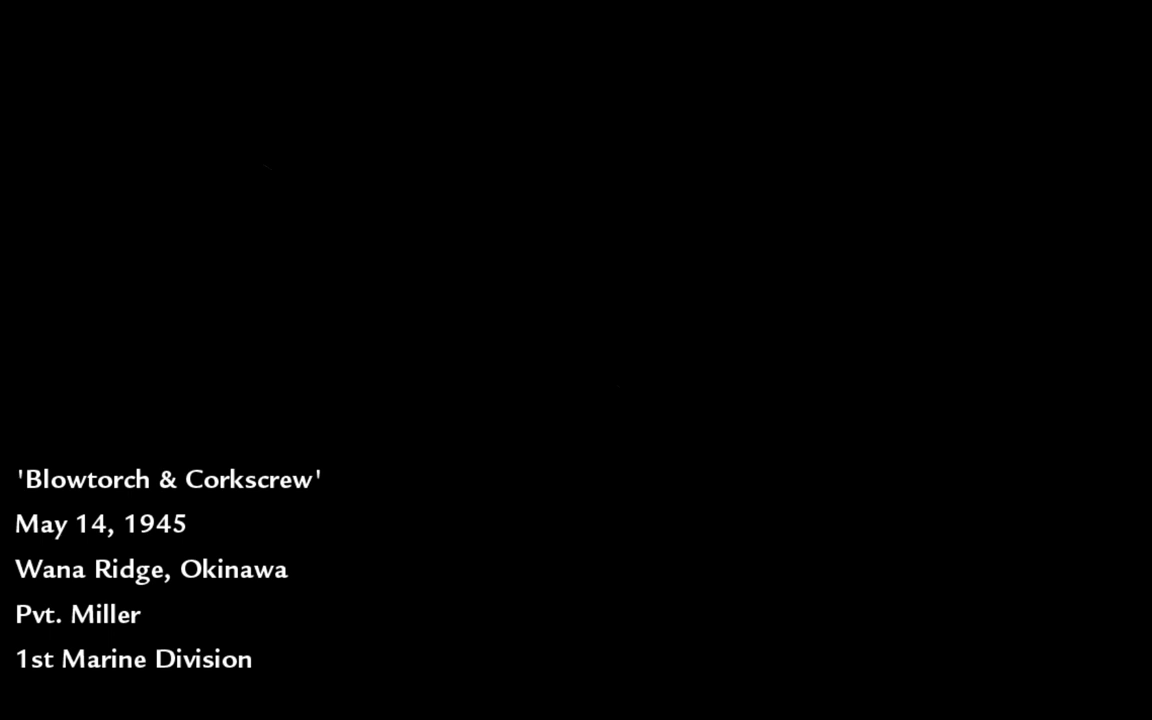 'Blowtorch & Corkscrew'
May 14, 1945
Wana Ridge, Okinawa
Pvt. Miller
1st Marine Division